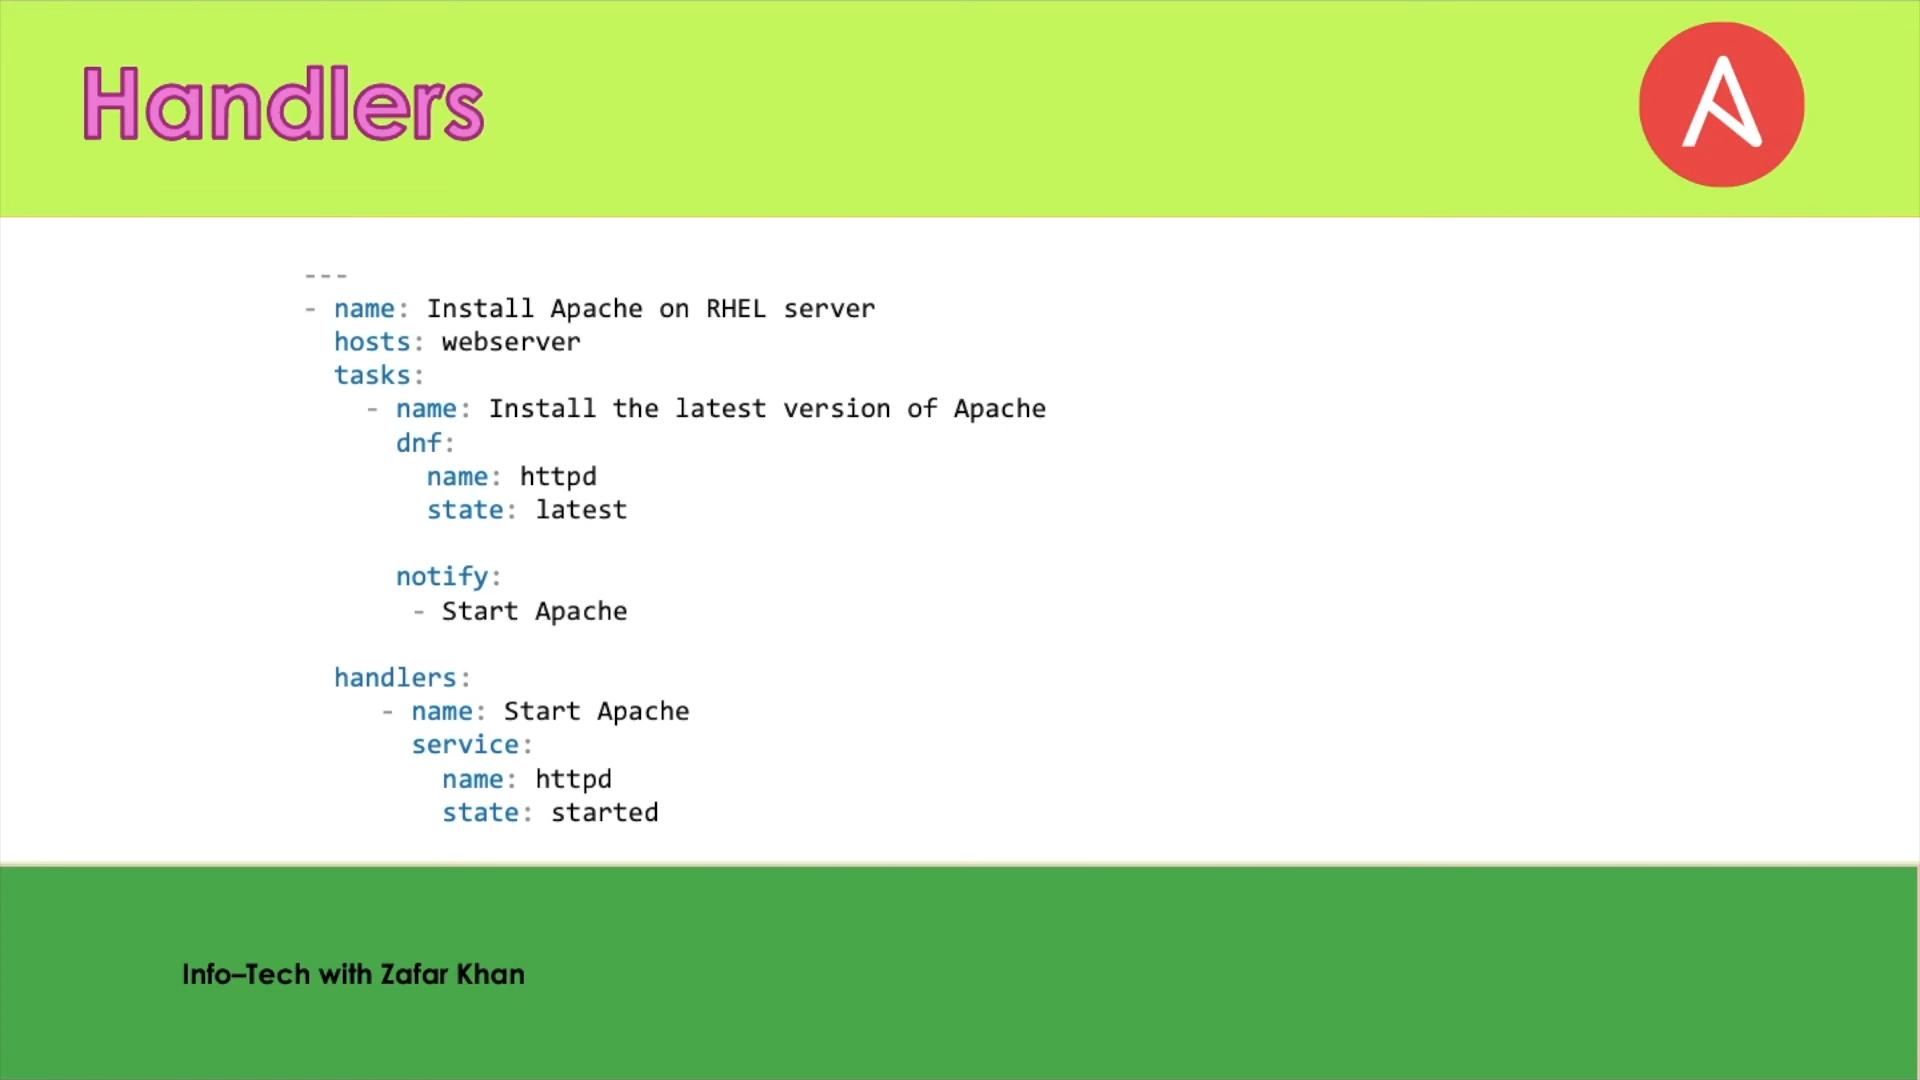 Handlers
---
- name: Install Apache on RHEL server
  hosts: webserver
  tasks:
    - name: Install the latest version of Apache
      dnf:
        name: httpd
        state: latest

      notify:
       - Start Apache

  handlers:
     - name: Start Apache
       service:
         name: httpd
         state: started
Info–Tech with Zafar Khan